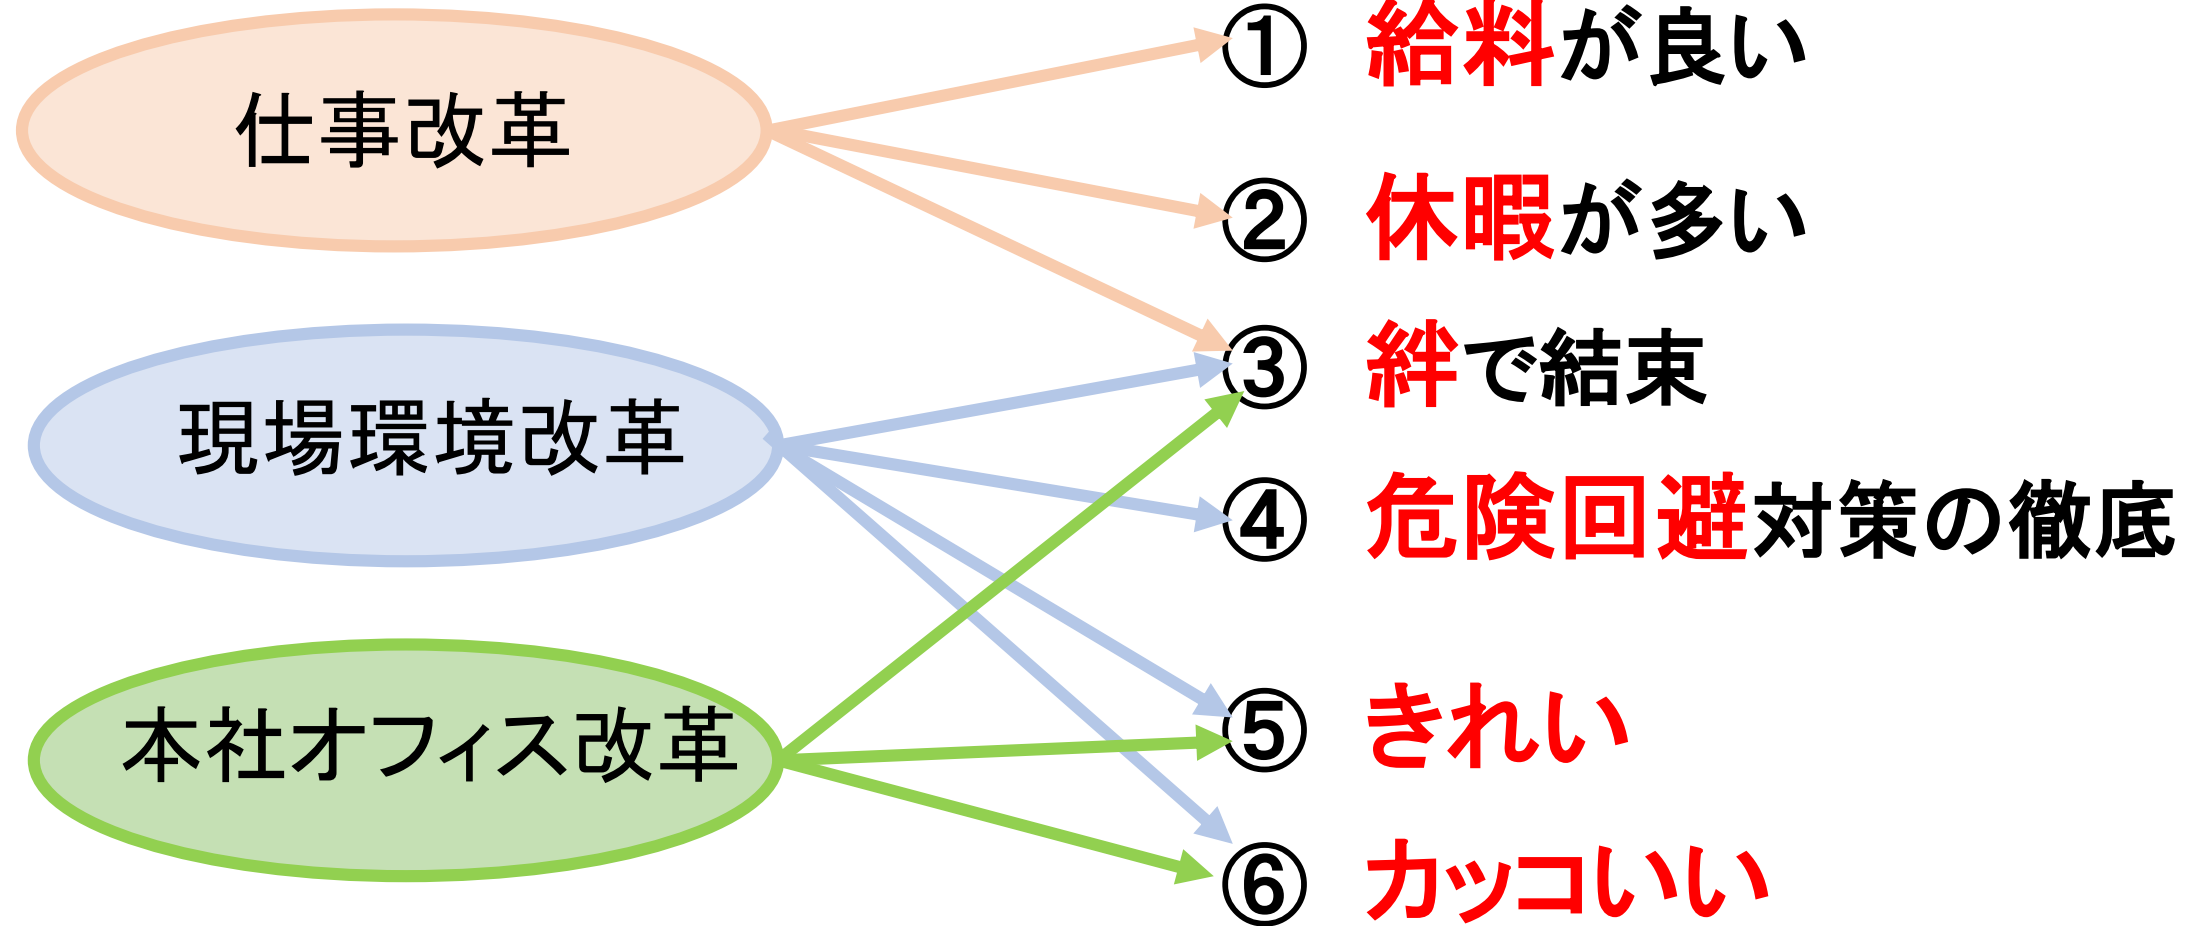 仕事改革
現場環境改革
本社オフィス改革
① 給料が良い
② 休暇が多い
③ 絆で結束
④ 危険回避対策の徹底
⑤ きれい
⑥ カッコいい